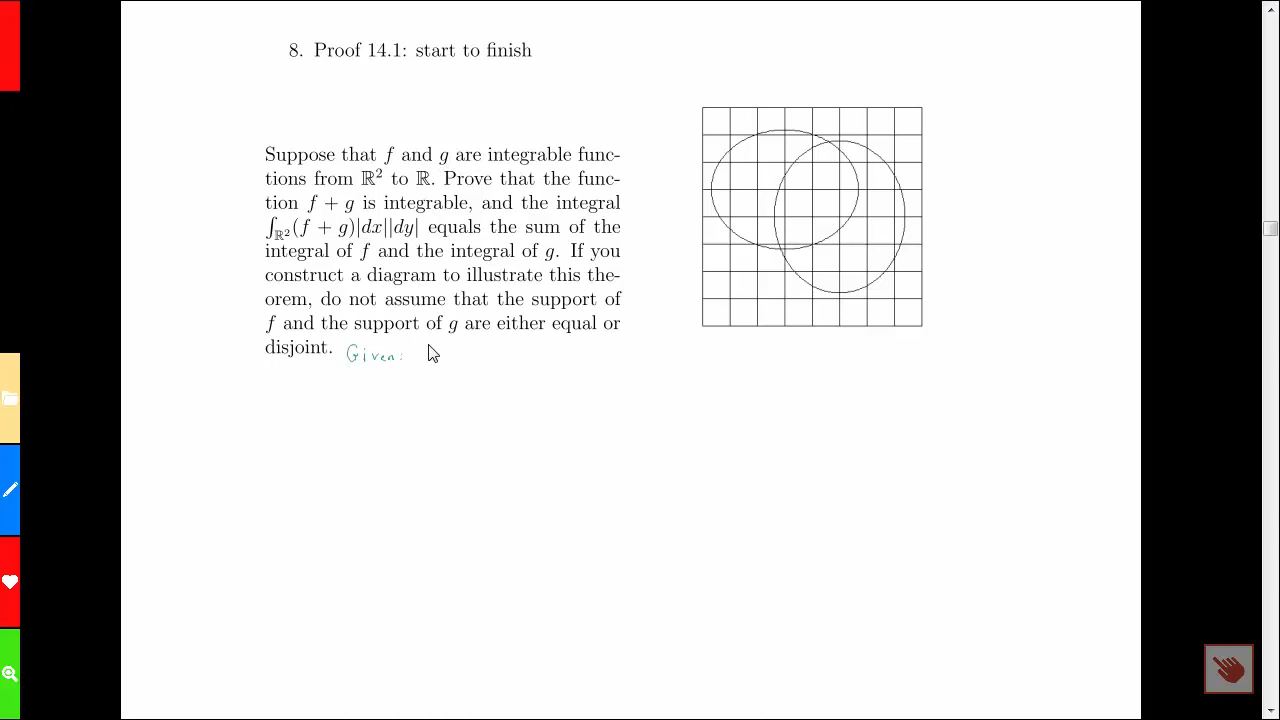 8. Proof 14.1: start to finish
Suppose that f and g are integrable func-
tions from ℝ² to ℝ. Prove that the func-
tion f + g is integrable, and the integral
∫_{ℝ²}(f + g)|dx||dy| equals the sum of the
integral of f and the integral of g. If you
construct a diagram to illustrate this the-
orem, do not assume that the support of
f and the support of g are either equal or
disjoint. Given: